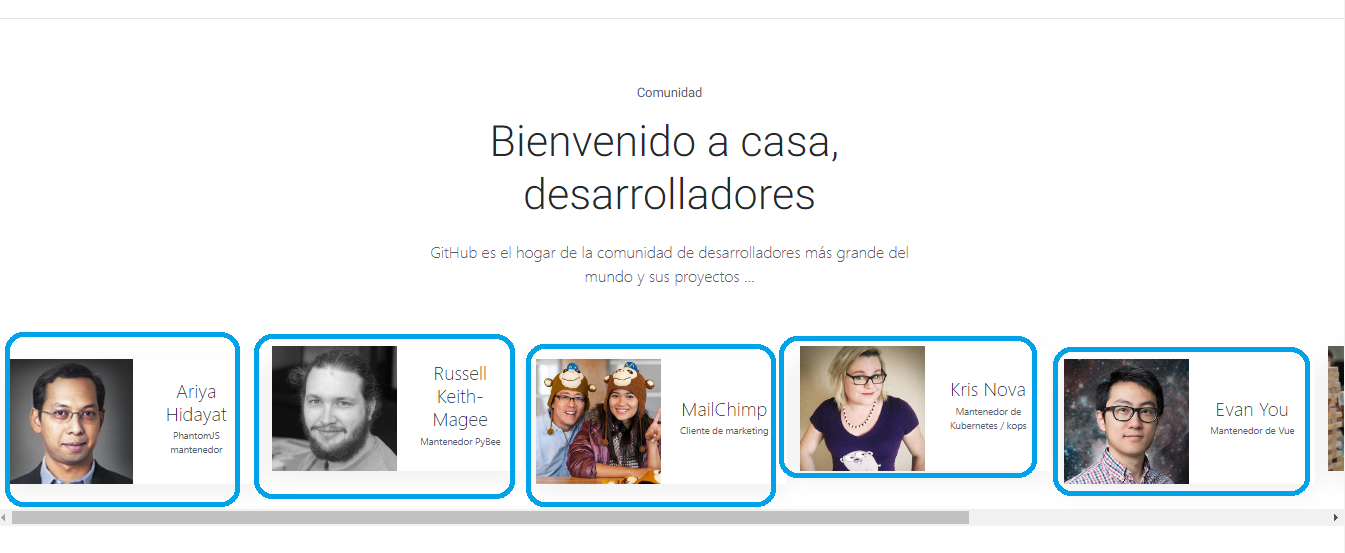 Comunidad
Bienvenido a casa,
desarrolladores
GitHub es el hogar de la comunidad de desarrolladores más grande del
mundo y sus proyectos ...
Ariya
Hidayat
PhantomJS
mantenedor
Russell
Keith-
Magee
Mantenedor PyBee
MailChimp
Cliente de marketing
Kris Nova
Mantenedor de
Kubernetes / kops
Evan You
Mantenedor de Vue